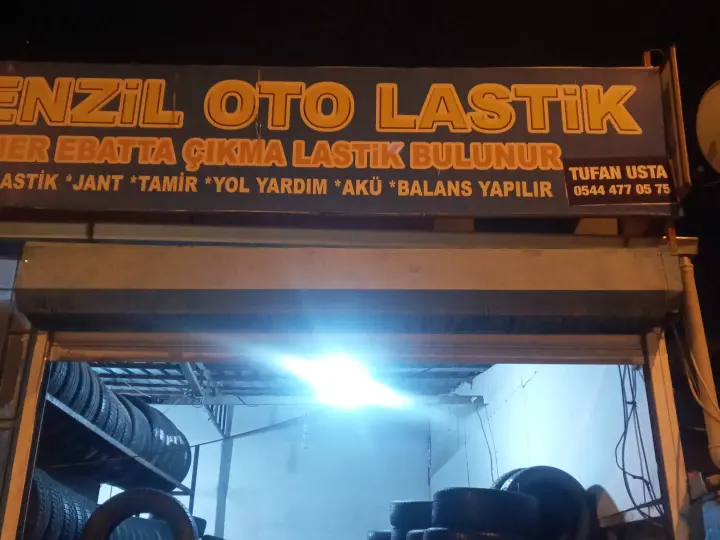 ENZİL OTO LASTİK
HER EBATTA ÇIKMA LASTİK BULUNUR
ASTİK *JANT *TAMİR *YOL YARDIM *AKÜ *BALANS YAPILIR
TUFAN USTA
0544 477 05 75